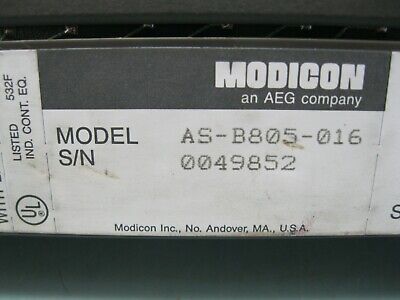 MODICON
an AEG company
MODEL AS-B805-016
S/N 0049852
Modicon Inc., No. Andover, MA., U.S.A.
LISTED 532F
IND. CONT. EQ.
UL
S